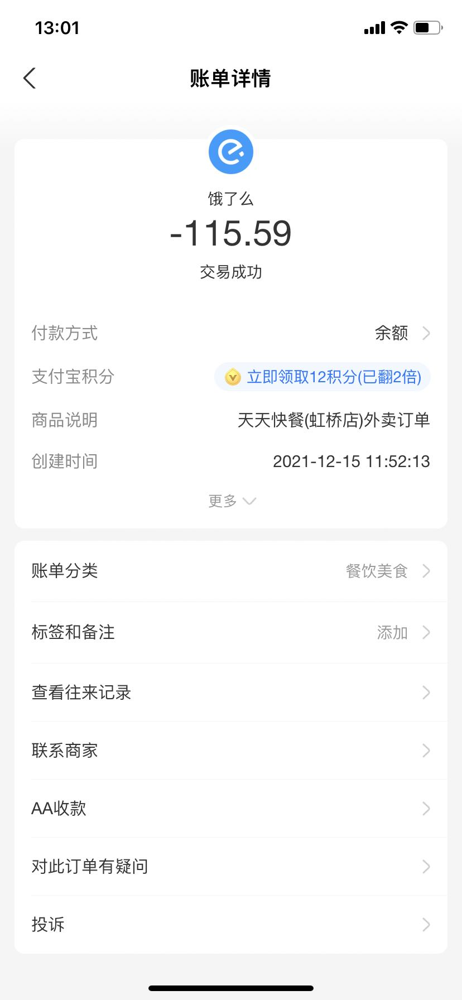 13:01
账单详情
饿了么
-115.59
交易成功
付款方式 余额
支付宝积分 立即领取12积分(已翻2倍)
商品说明 天天快餐(虹桥店)外卖订单
创建时间 2021-12-15 11:52:13
更多
账单分类 餐饮美食
标签和备注 添加
查看往来记录
联系商家
AA收款
对此订单有疑问
投诉